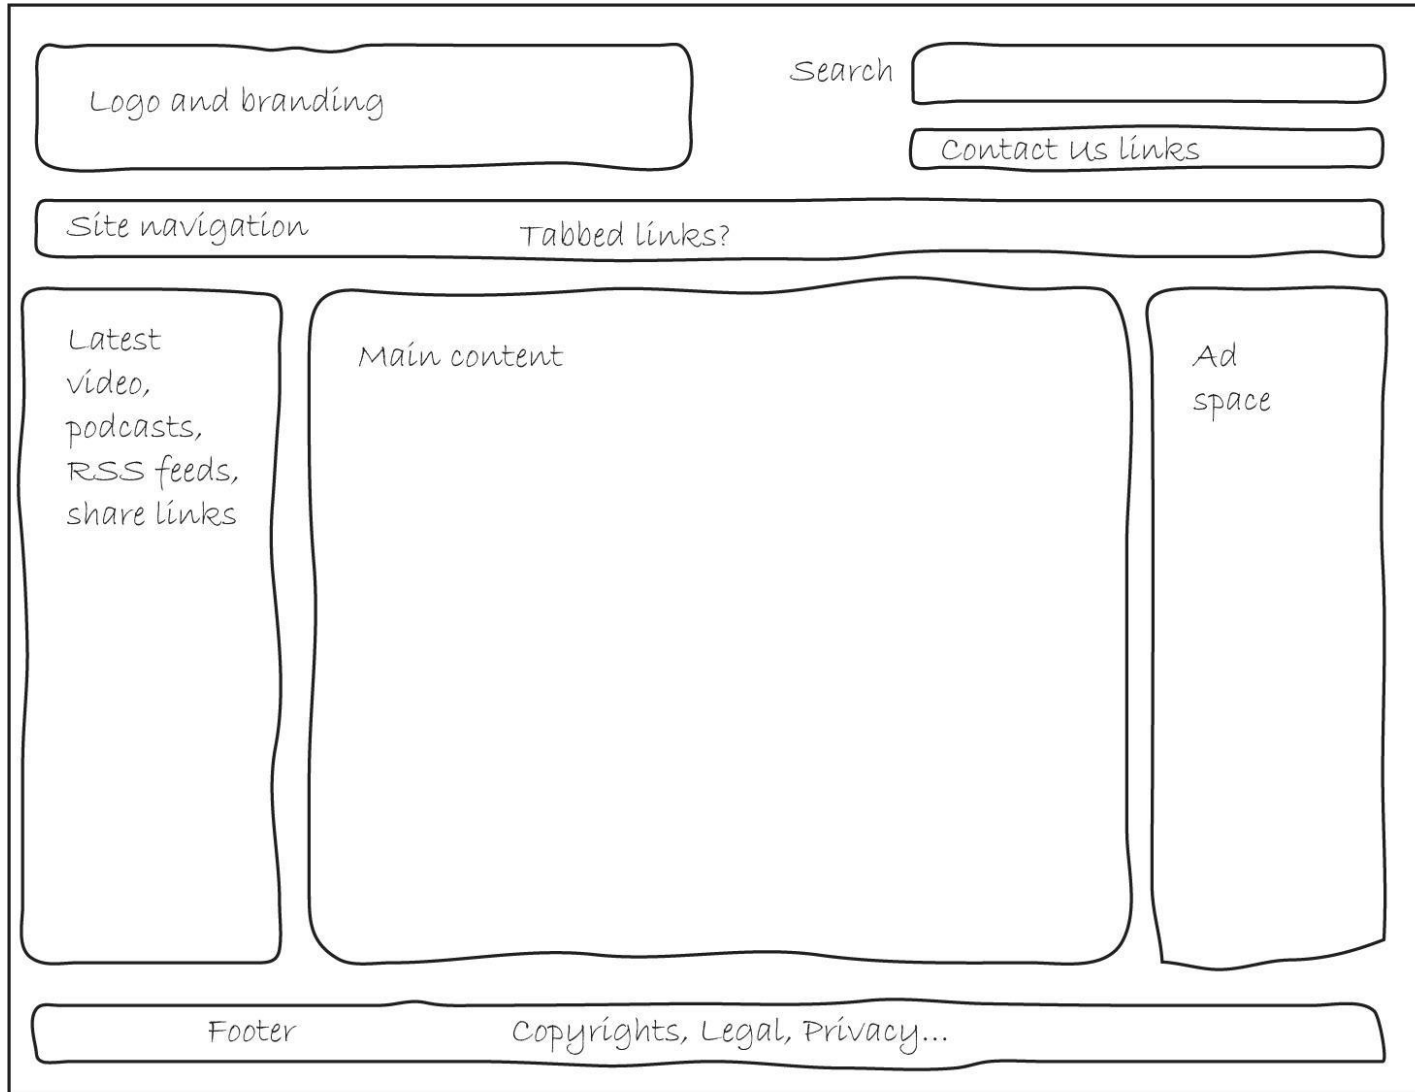 Logo and branding
Search
Contact Us links
Site navigation
Tabbed links?
Latest
video,
podcasts,
RSS feeds,
share links
Main content
Ad
space
Footer
Copyrights, Legal, Privacy...